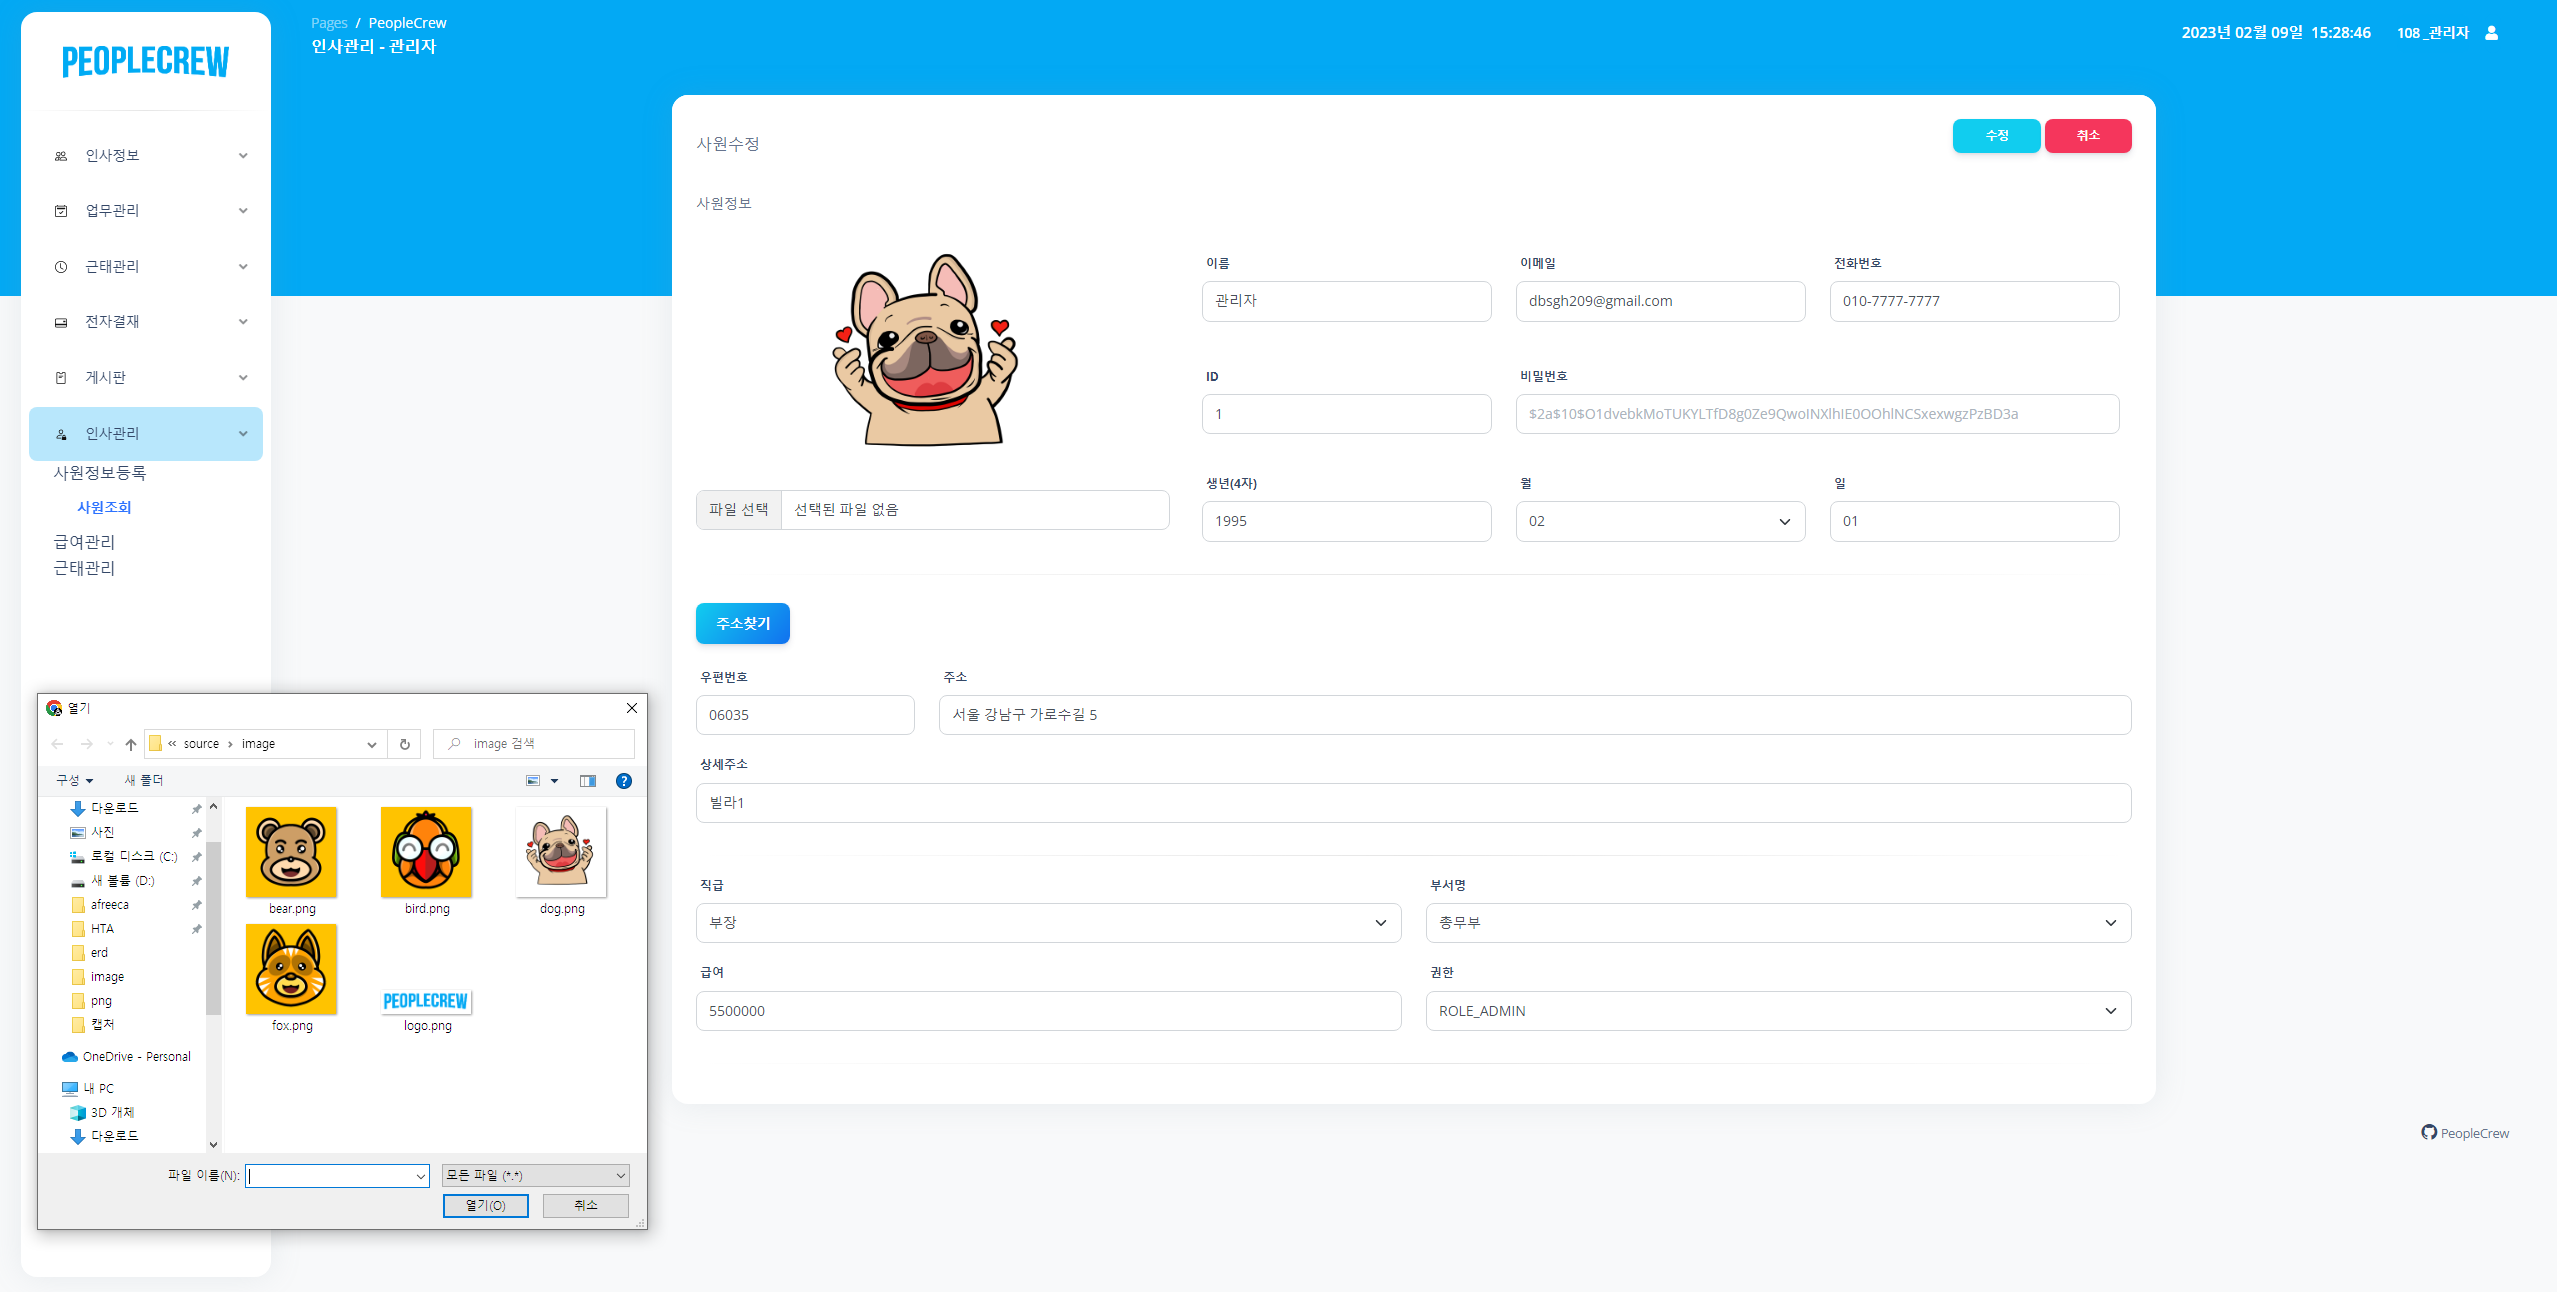 PEOPLECREW
인사정보
업무관리
근태관리
전자결재
게시판
인사관리
사원정보등록
사원조회
급여관리
근태관리
Pages / PeopleCrew
인사관리 - 관리자
2023년 02월 09일 15:28:46 108 _관리자
사원수정
수정 취소
사원정보
이름 이메일 전화번호
관리자 dbsgh209@gmail.com 010-7777-7777
ID 비밀번호
1 $2a$10$O1dvebkMoTUKYLTfD8g0Ze9QwoINXlhIE0OOhlNCSxexwgzPzBD3a
파일 선택 선택된 파일 없음
생년(4자) 월 일
1995 02 01
주소찾기
우편번호 주소
06035 서울 강남구 가로수길 5
상세주소
빌라1
직급 부서명
부장 총무부
급여 권한
5500000 ROLE_ADMIN
PeopleCrew
열기
« source › image
image 검색
구성 새 폴더
다운로드
사진
로컬 디스크 (C:)
새 볼륨 (D:)
afreeca
HTA
erd
image
png
캡처
OneDrive - Personal
내 PC
3D 개체
다운로드
bear.png bird.png dog.png
PEOPLECREW
fox.png logo.png
파일 이름(N): 모든 파일 (*.*)
열기(O) 취소